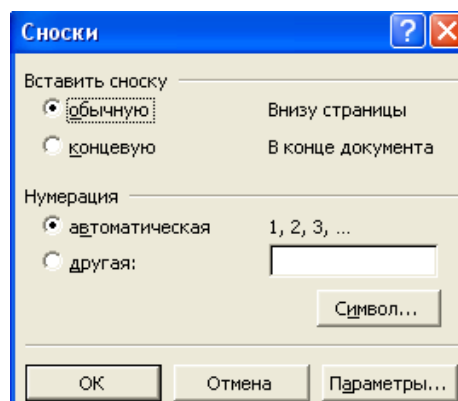 Сноски
Вставить сноску
обычную Внизу страницы
концевую В конце документа
Нумерация
автоматическая 1, 2, 3, ...
другая:
Символ...
ОК Отмена Параметры...